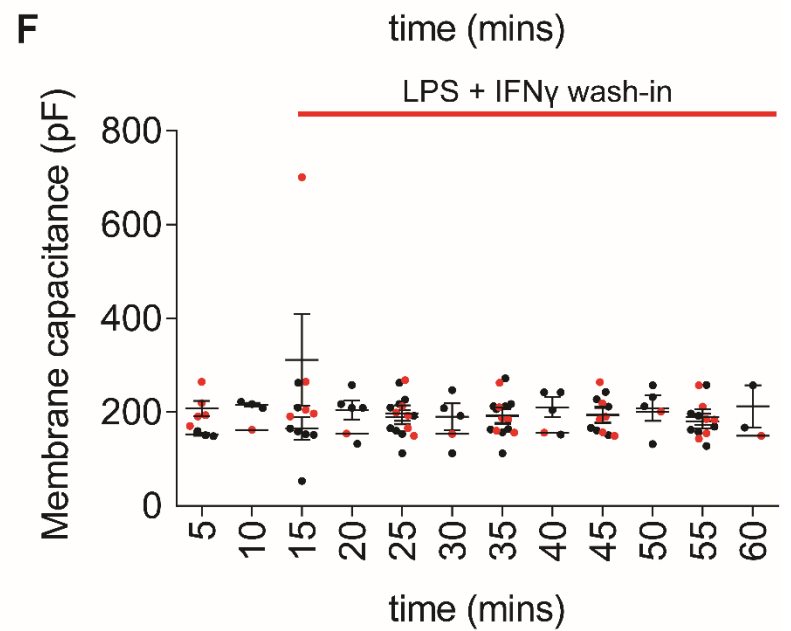 F
time (mins)
LPS + IFNγ wash-in
Membrane capacitance (pF)
800
600
400
200
0
5 10 15 20 25 30 35 40 45 50 55 60
time (mins)